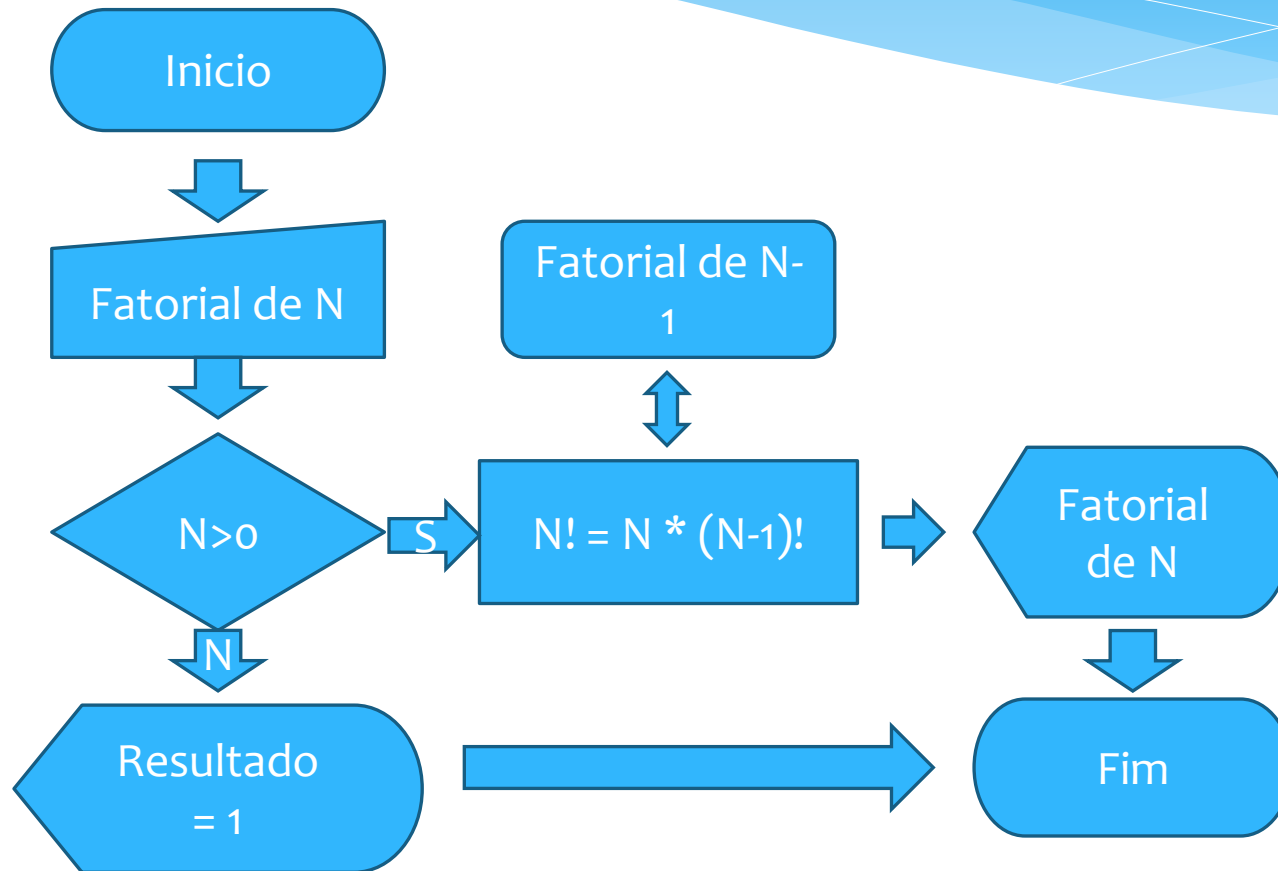 Inicio
Fatorial de N
Fatorial de N-
1
N>0
S
N! = N * (N-1)!
Fatorial
de N
N
Resultado
= 1
Fim